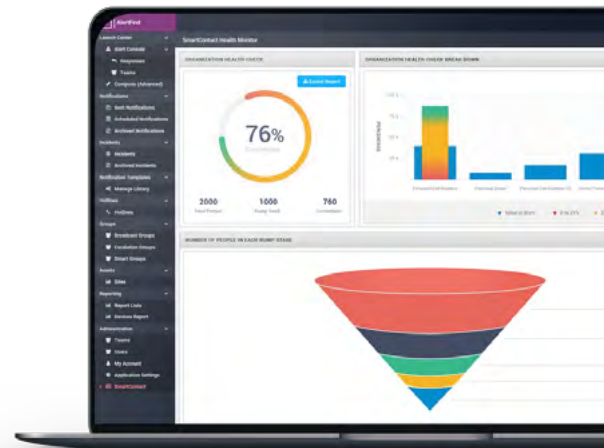 AlertFind
Launch Center
Alert Console
Responses
Teams
Compose (Advanced)
Notifications
Sent Notifications
Scheduled Notifications
Archived Notifications
Incidents
Incidents
Archived Incidents
Notification Templates
Manage Library
Hotlines
Hotlines
Groups
Broadcast Groups
Escalation Groups
Smart Groups
Assets
Sites
Reporting
Report Lists
Devices Report
Administration
Teams
Users
My Account
Application Settings
SmartContact
SmartContact Health Monitor
ORGANIZATION HEALTH CHECK
Export Report
76%
2000
1000
760
ORGANIZATION HEALTH CHECK BREAK DOWN
NUMBER OF PEOPLE IN EACH BUMP STAGE